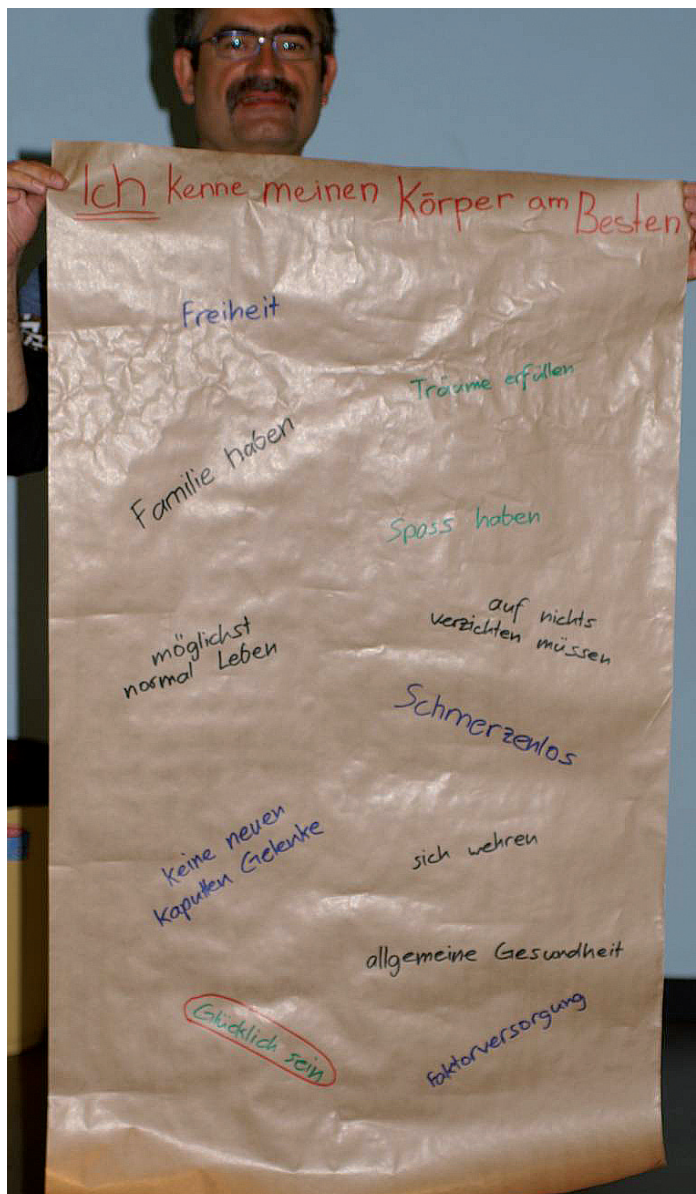 Ich kenne meinen Körper am Besten
Freiheit
Träume erfüllen
Familie haben
Spass haben
möglichst
normal Leben
auf nichts
verzichten müssen
Schmerzenlos
keine neuen
kaputten Gelenke
sich wehren
allgemeine Gesundheit
Glücklich sein
Faktorversorgung